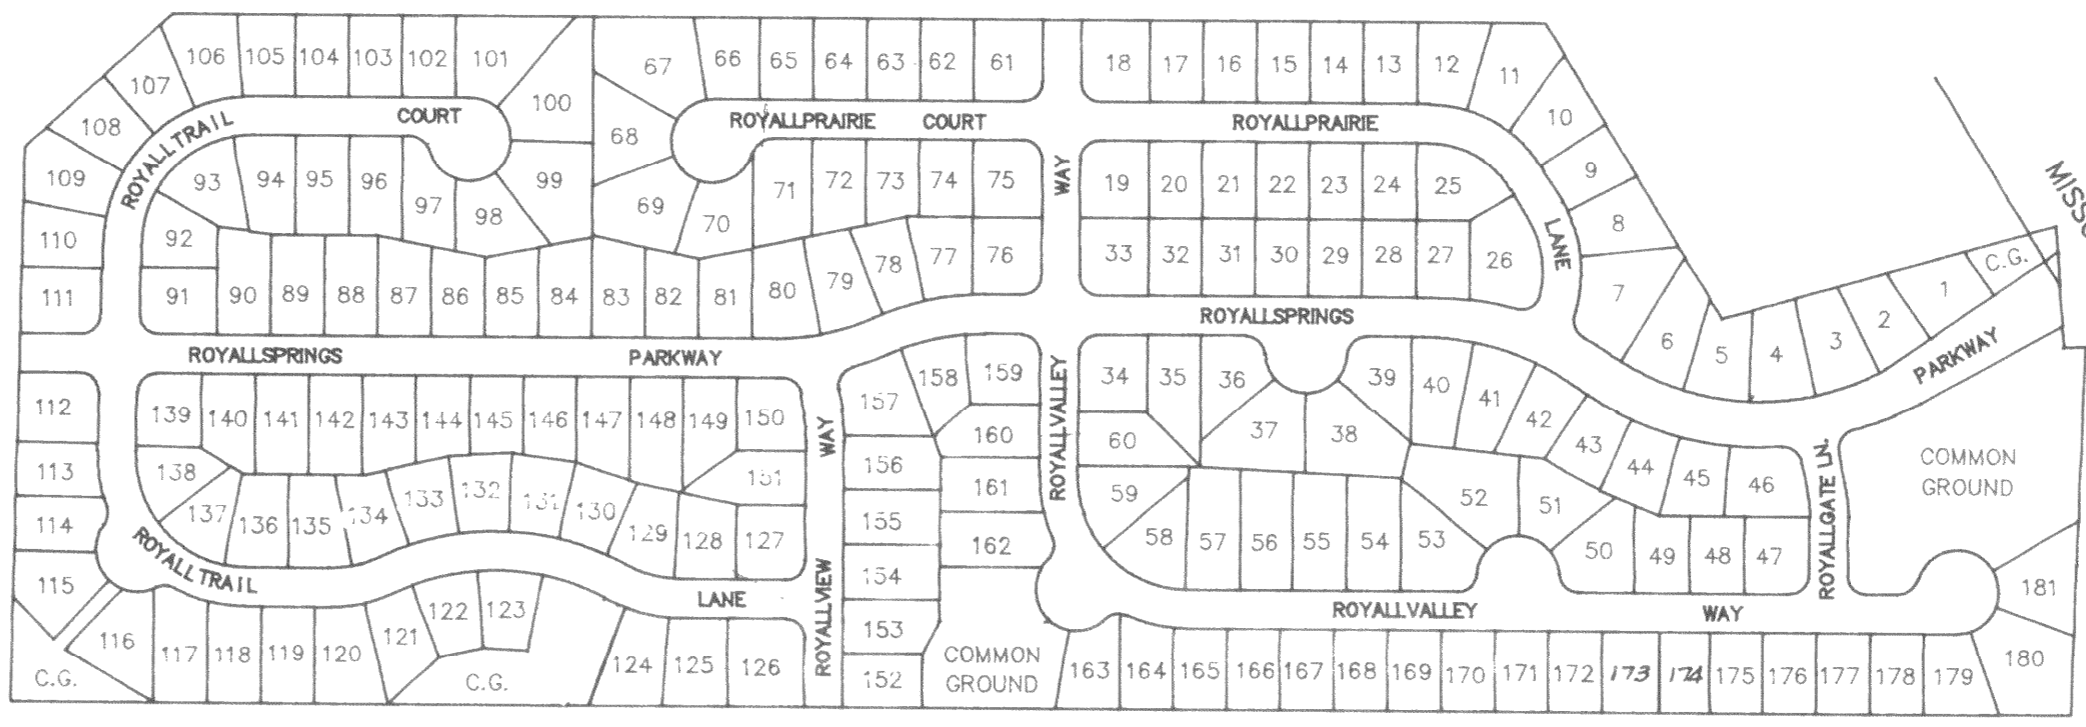 106 105 104 103 102 101 67 66 65 64 63 62 61 18 17 16 15 14 13 12 11
107 100 10
108 COURT ROYALLPRAIRIE COURT ROYALLPRAIRIE
ROYALLTRAIL 68 9
109 93 94 95 96 97 98 99 69 70 71 72 73 74 75 WAY 19 20 21 22 23 24 25 8
110 92 77 76 33 32 31 30 29 28 27 26 LANE C.G.
111 91 90 89 88 87 86 85 84 83 82 81 80 79 78 7 1
ROYALLSPRINGS 6 5 4 3 2
ROYALLSPRINGS PARKWAY PARKWAY
158 159 ROYALLVALLEY 34 35 36 39 40 41 42
112 139 140 141 142 143 144 145 146 147 148 149 150 WAY 157 160 60 37 38 43 44 45 46 ROYALLGATE LN. COMMON
GROUND
113 138 133 132 131 130 151 156 161 59 52 51
114 137 136 135 134 129 128 127 155 162 58 57 56 55 54 53 50 49 48 47
ROYALLTRAIL LANE ROYALLVIEW 154 ROYALLVALLEY WAY
115 122 123 153 181
116 117 118 119 120 121 124 125 126 152 COMMON
GROUND
163 164 165 166 167 168 169 170 171 172 173 174 175 176 177 178 179 180
C.G. C.G.